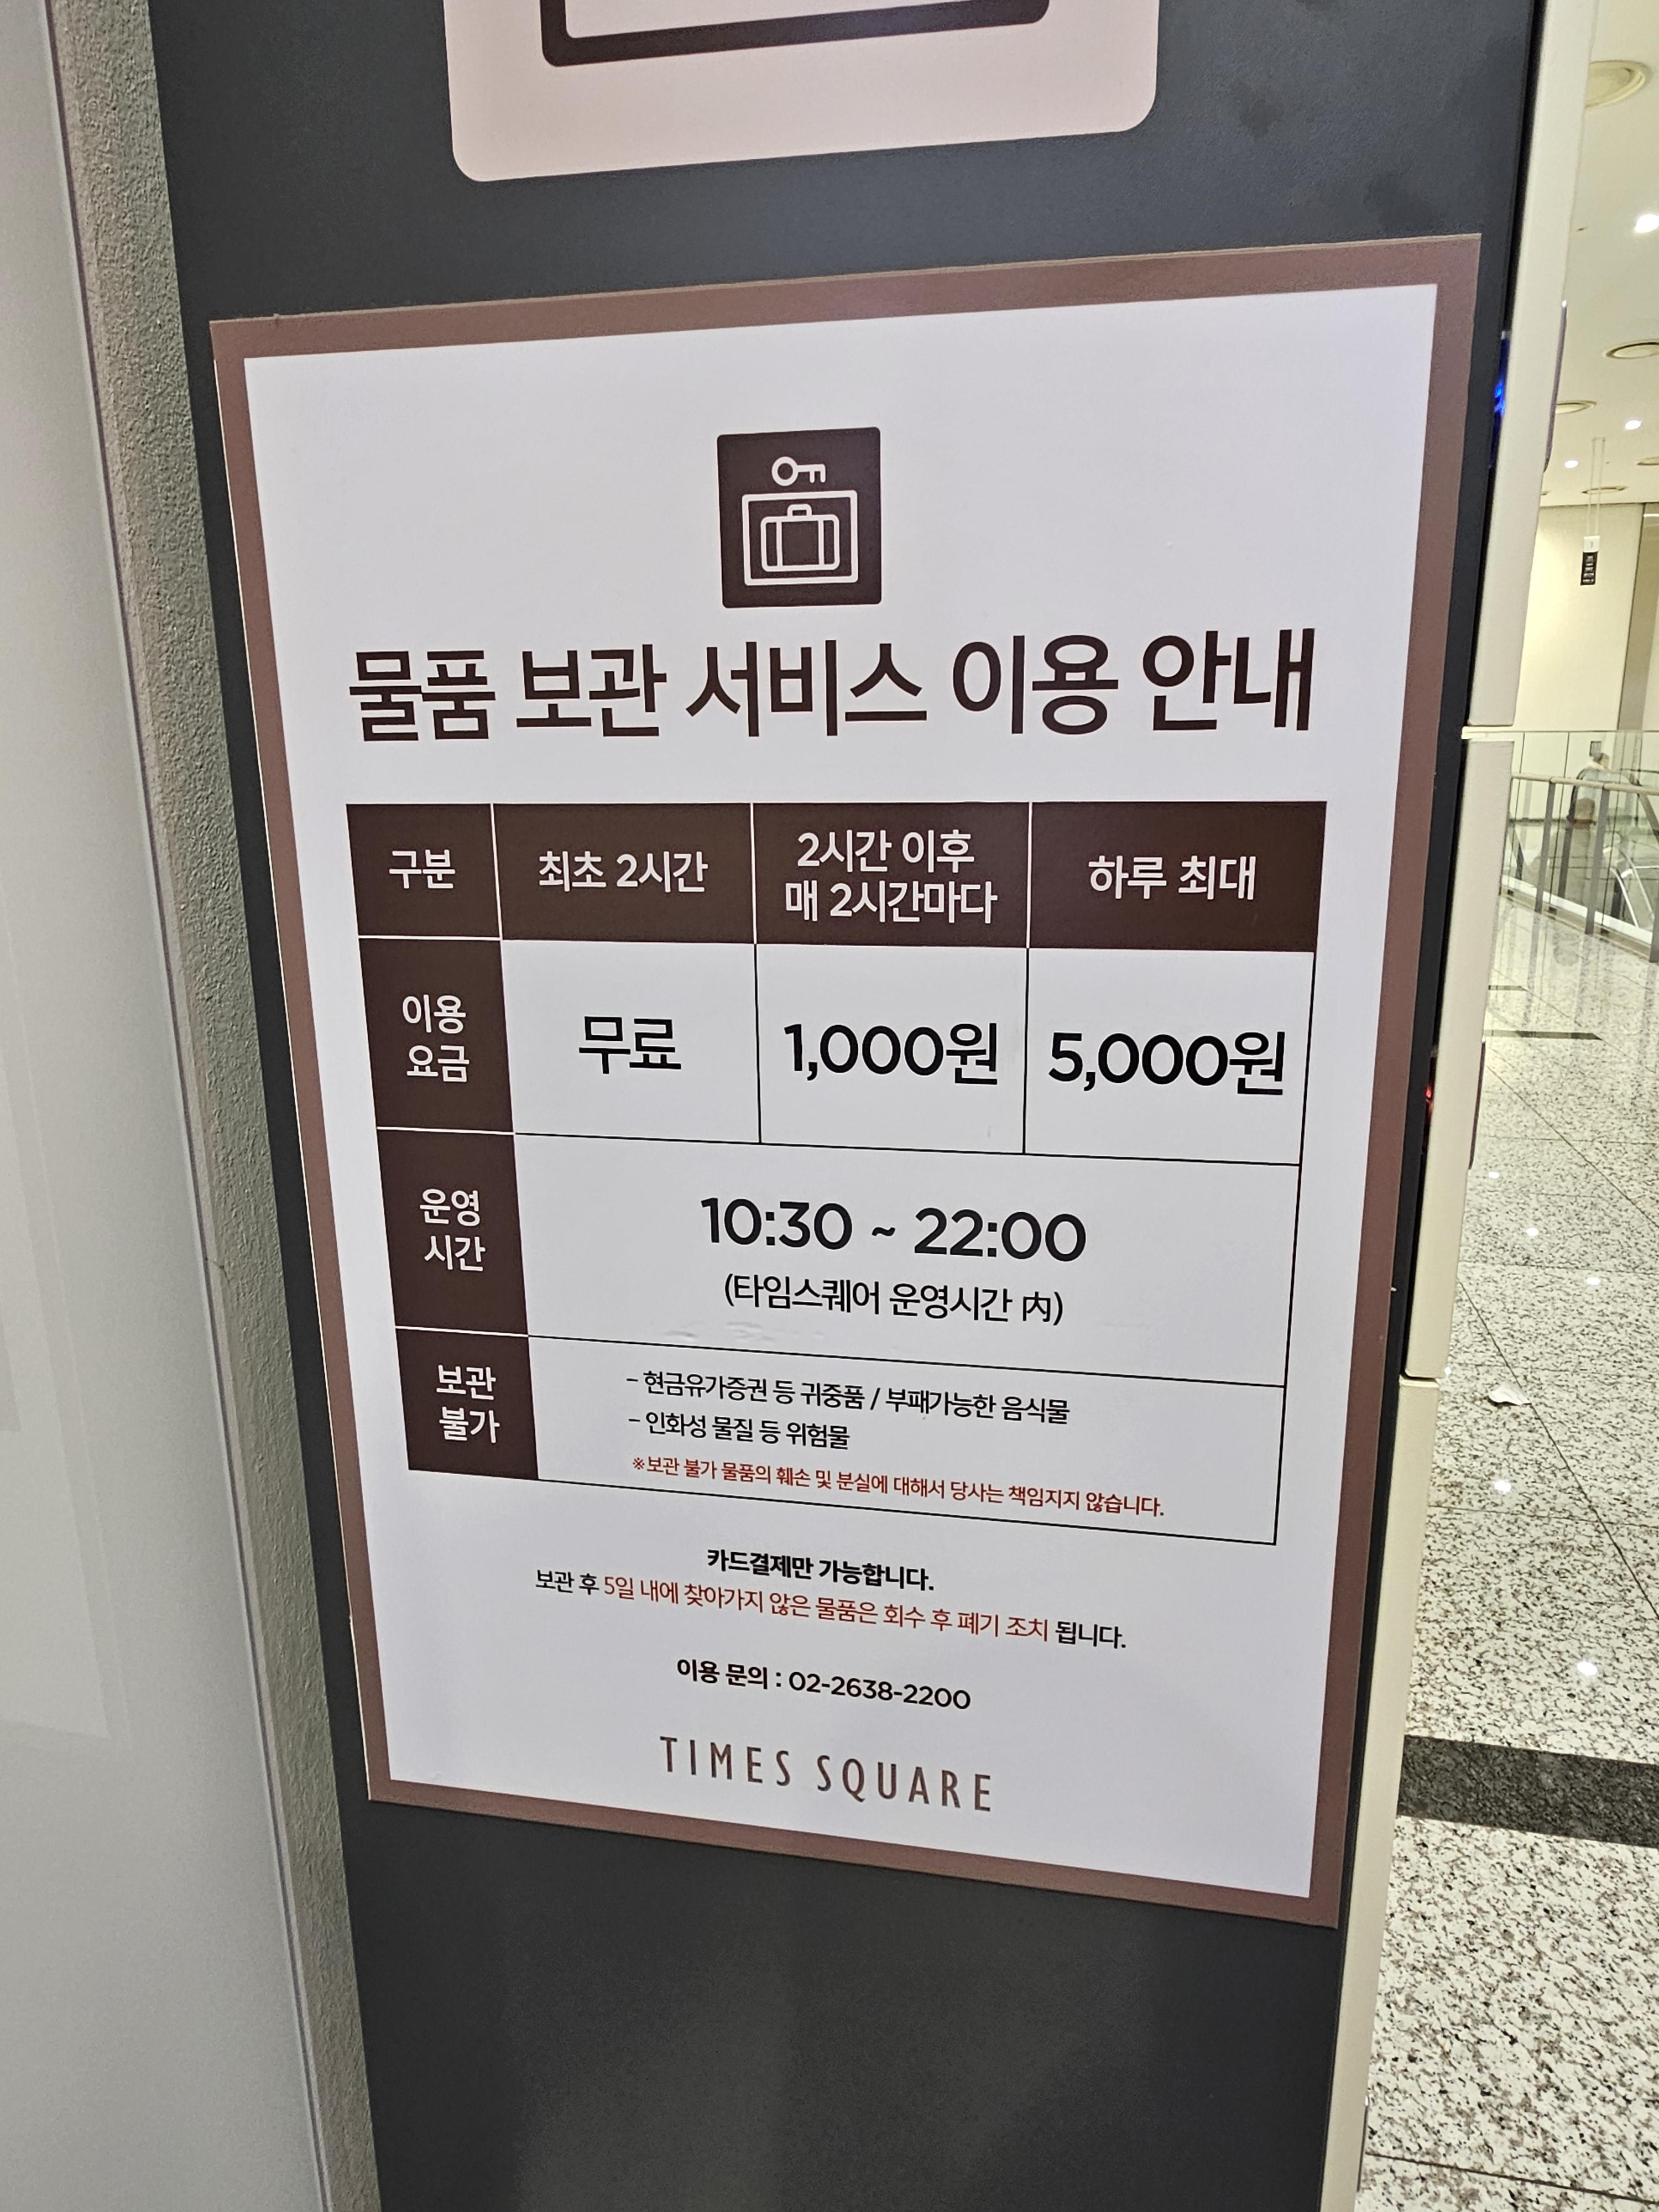 물품 보관 서비스 이용 안내
구분
최초 2시간
2시간 이후
매 2시간마다
하루 최대
이용
요금
무료
1,000원
5,000원
운영
시간
10:30 ~ 22:00
(타임스퀘어 운영시간 內)
보관
불가
- 현금유가증권 등 귀중품 / 부패가능한 음식물
- 인화성 물질 등 위험물
※보관 불가 물품의 훼손 및 분실에 대해서 당사는 책임지지 않습니다.
카드결제만 가능합니다.
보관 후 5일 내에 찾아가지 않은 물품은 회수 후 폐기 조치 됩니다.
이용 문의 : 02-2638-2200
TIMES SQUARE